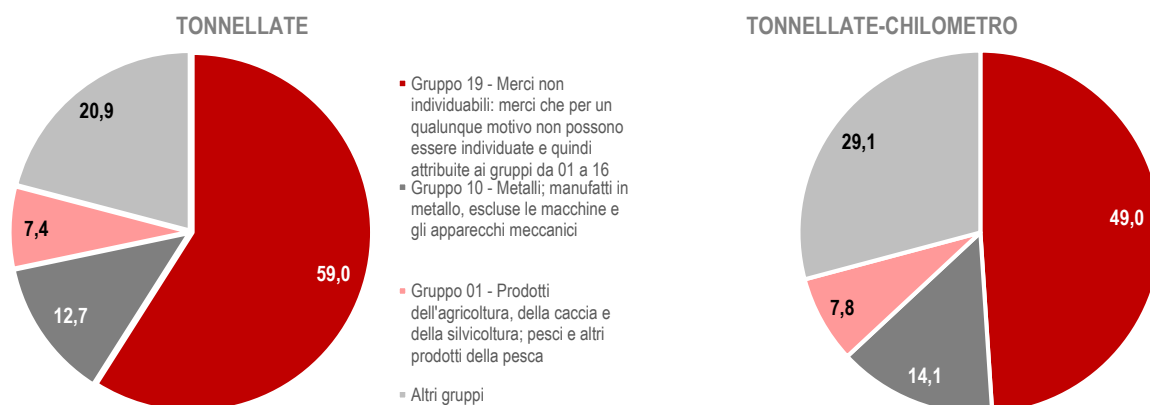 TONNELLATE
20,9
7,4
12,7
59,0
Gruppo 19 - Merci non
individuabili: merci che per un
qualunque motivo non possono
essere individuate e quindi
attribuite ai gruppi da 01 a 16
Gruppo 10 - Metalli; manufatti in
metallo, escluse le macchine e
gli apparecchi meccanici
Gruppo 01 - Prodotti
dell'agricoltura, della caccia e
della silvicoltura; pesci e altri
prodotti della pesca
Altri gruppi
TONNELLATE-CHILOMETRO
29,1
49,0
7,8
14,1